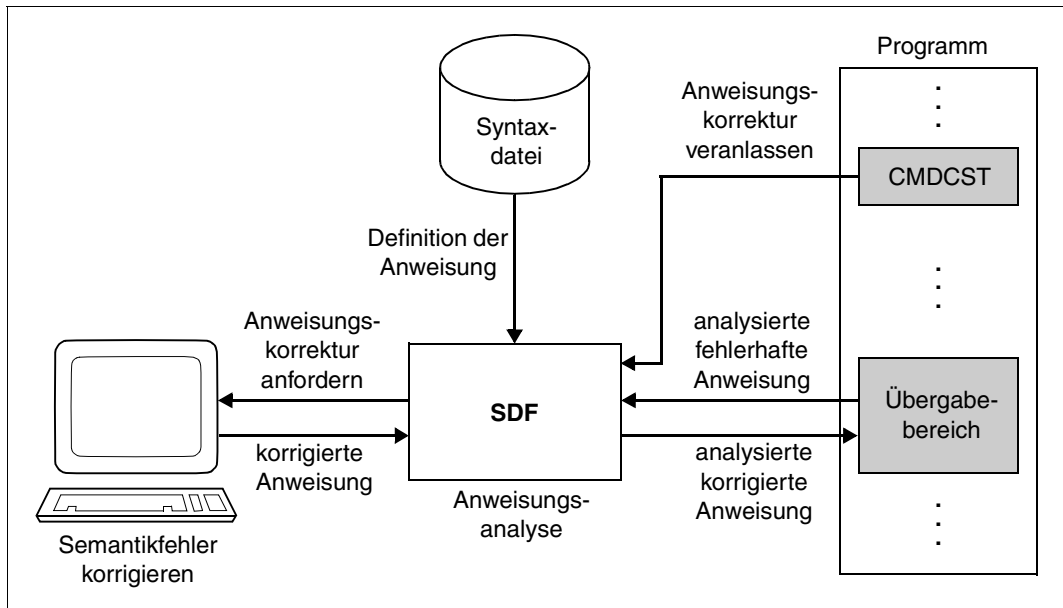 Programm
Anweisungs-
korrektur
veranlassen
Syntax-
datei
CMDCST
Definition der
Anweisung
Anweisungs-
korrektur
anfordern
analysierte
fehlerhafte
Anweisung
SDF
Übergabe-
bereich
korrigierte
Anweisung
analysierte
korrigierte
Anweisung
Anweisungs-
analyse
Semantikfehler
korrigieren